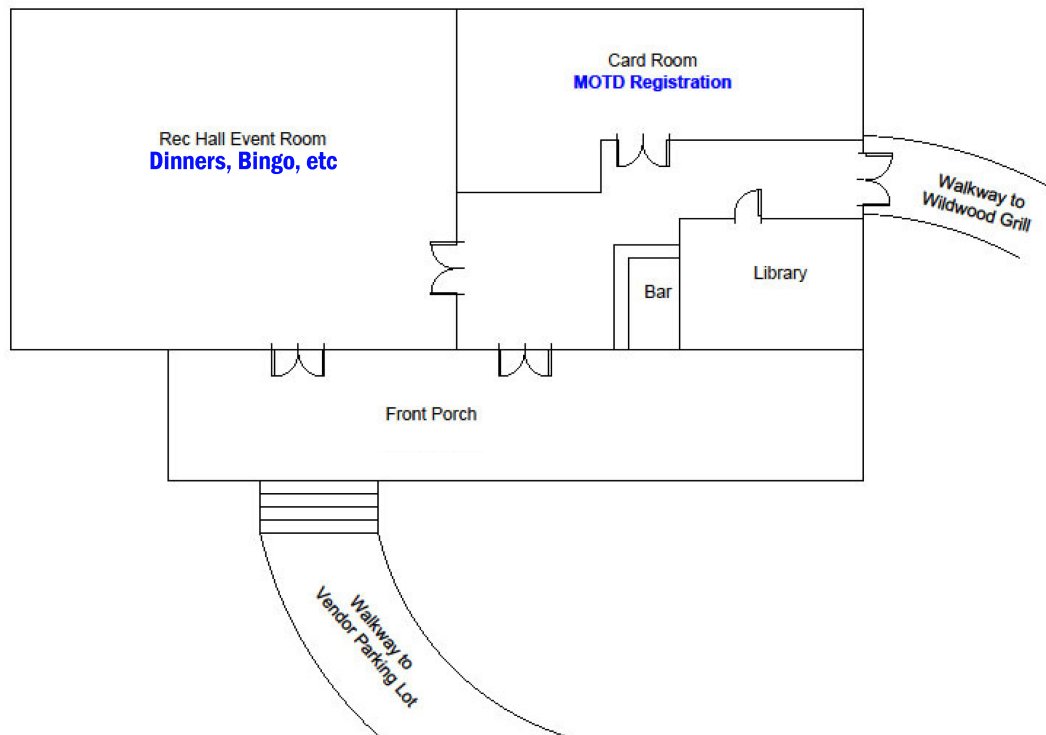 Card Room
MOTD Registration
Rec Hall Event Room
Dinners, Bingo, etc
Walkway to
Wildwood Grill
Library
Bar
Front Porch
Walkway to
Vendor Parking Lot